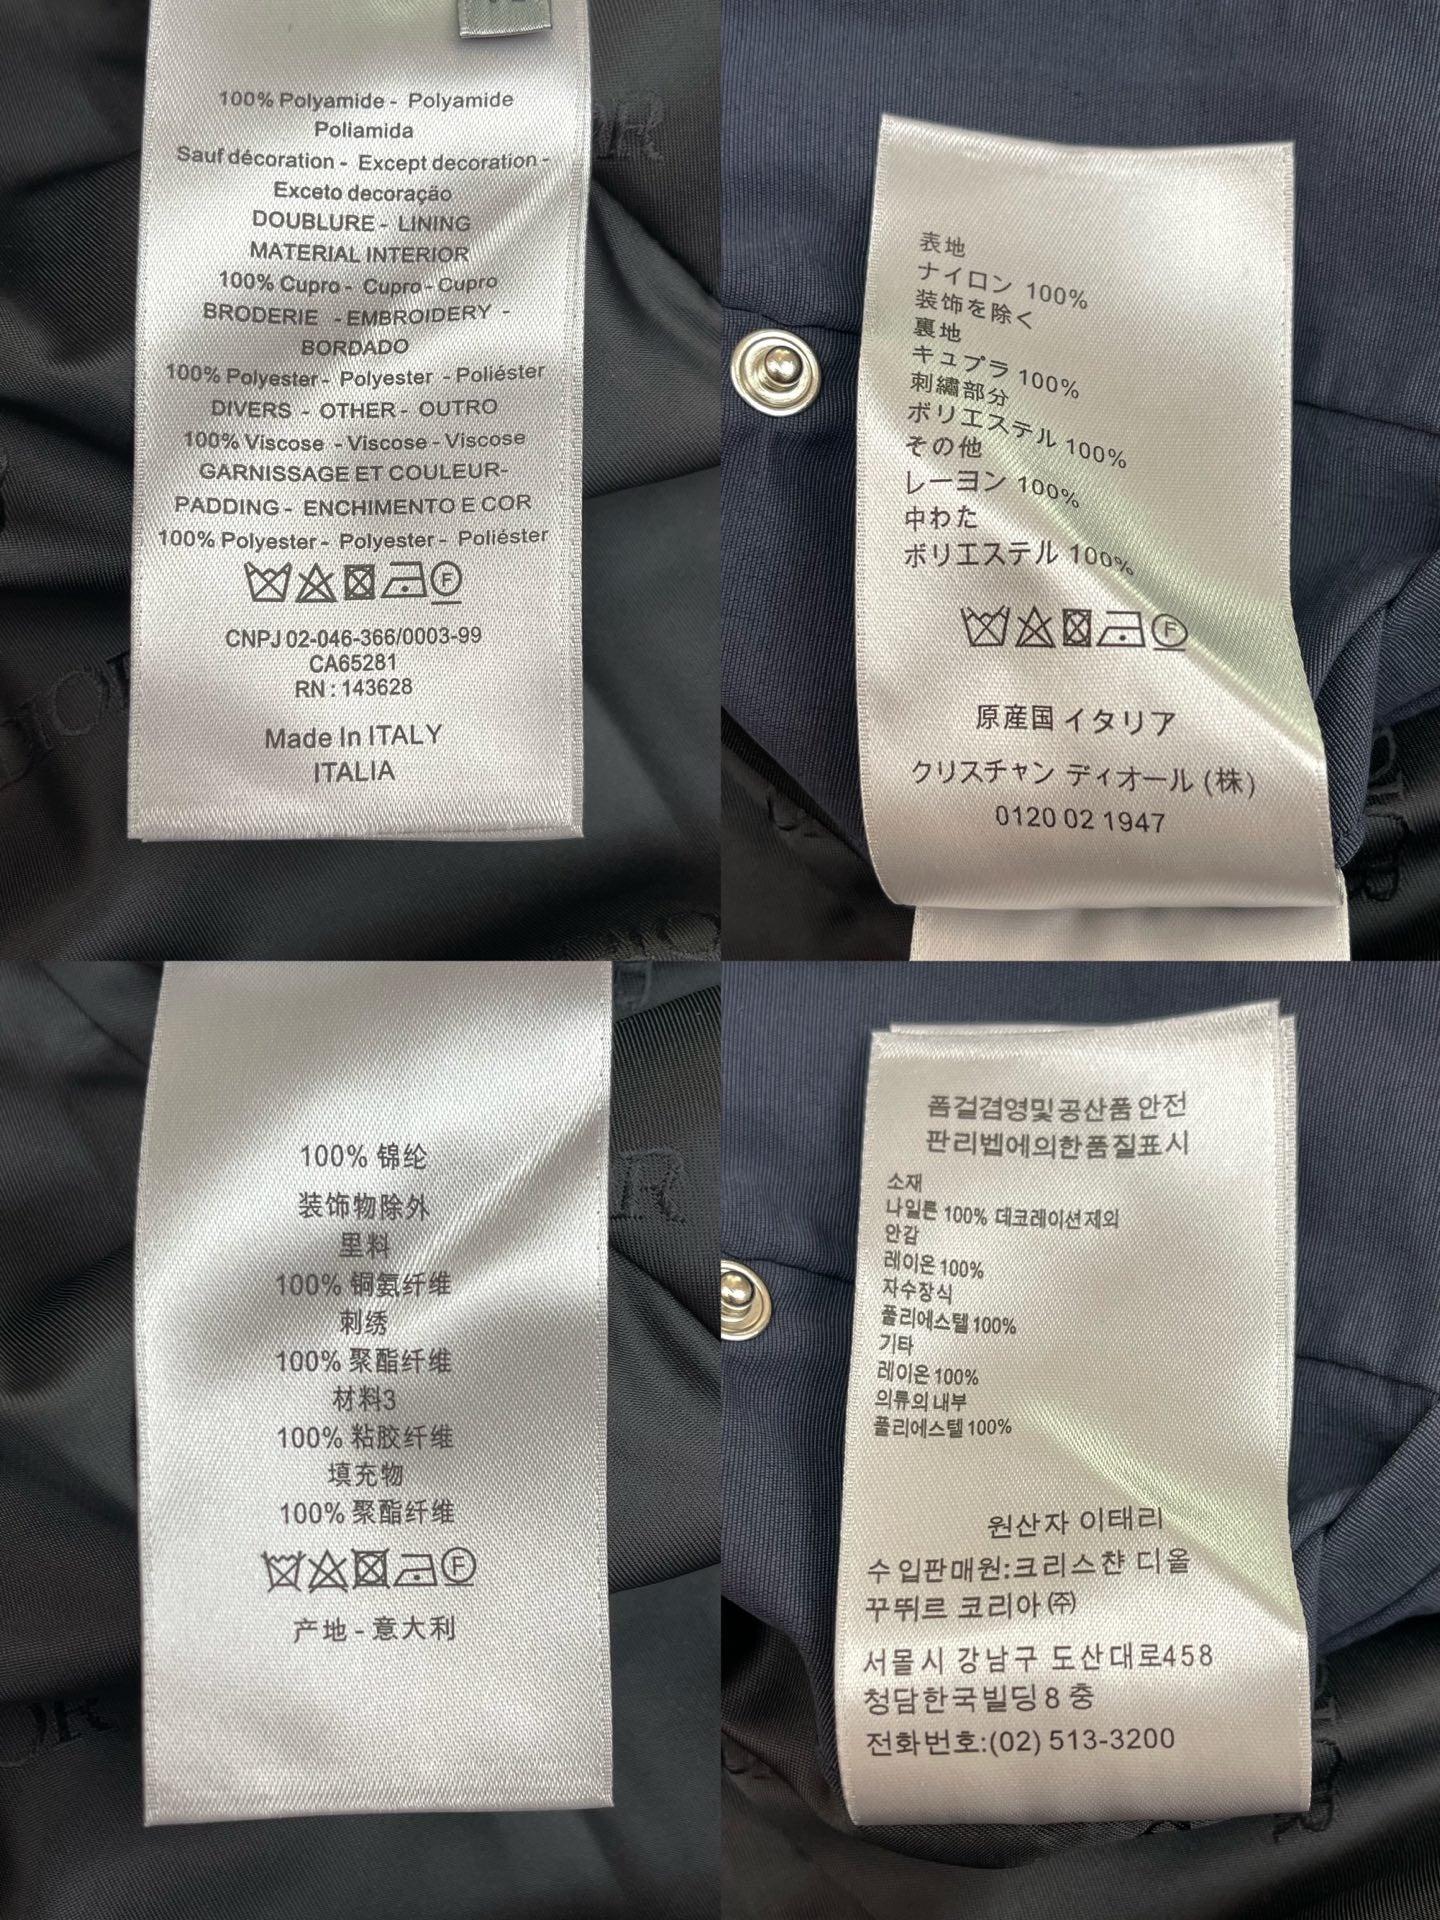 100% Polyamide - Polyamide
Poliamida
Sauf décoration - Except decoration -
Exceto decoração
DOUBLURE - LINING
MATERIAL INTERIOR
100% Cupro - Cupro - Cupro
BRODERIE - EMBROIDERY -
BORDADO
100% Polyester - Polyester - Poliéster
DIVERS - OTHER - OUTRO
100% Viscose - Viscose - Viscose
GARNISSAGE ET COULEUR-
PADDING - ENCHIMENTO E COR
100% Polyester - Polyester - Poliéster
F
CNPJ 02-046-366/0003-99
CA65281
RN : 143628
Made In ITALY
ITALIA
DIOR
表地
ナイロン 100%
装飾を除く
裏地
キュプラ 100%
刺繍部分
ポリエステル 100%
その他
レーヨン 100%
中わた
ポリエステル 100%
F
原産国 イタリア
クリスチャン ディオール (株)
0120 02 1947
100% 锦纶
装饰物除外
里料
100% 铜氨纤维
刺绣
100% 聚酯纤维
材料3
100% 粘胶纤维
填充物
100% 聚酯纤维
F
产地 - 意大利
폼걸겸영및공산품안전
판리벱에의한품질표시
소재
나일론 100% 데코레이션제외
안감
레이온 100%
자수장식
폴리에스텔 100%
기타
레이온 100%
의류의내부
폴리에스텔 100%
원산자 이태리
수입판매원:크리스챤 디올
꾸뛰르 코리아 ㈜
서몰시 강남구 도산대로458
청담한국빌딩 8 충
전화번호:(02) 513-3200